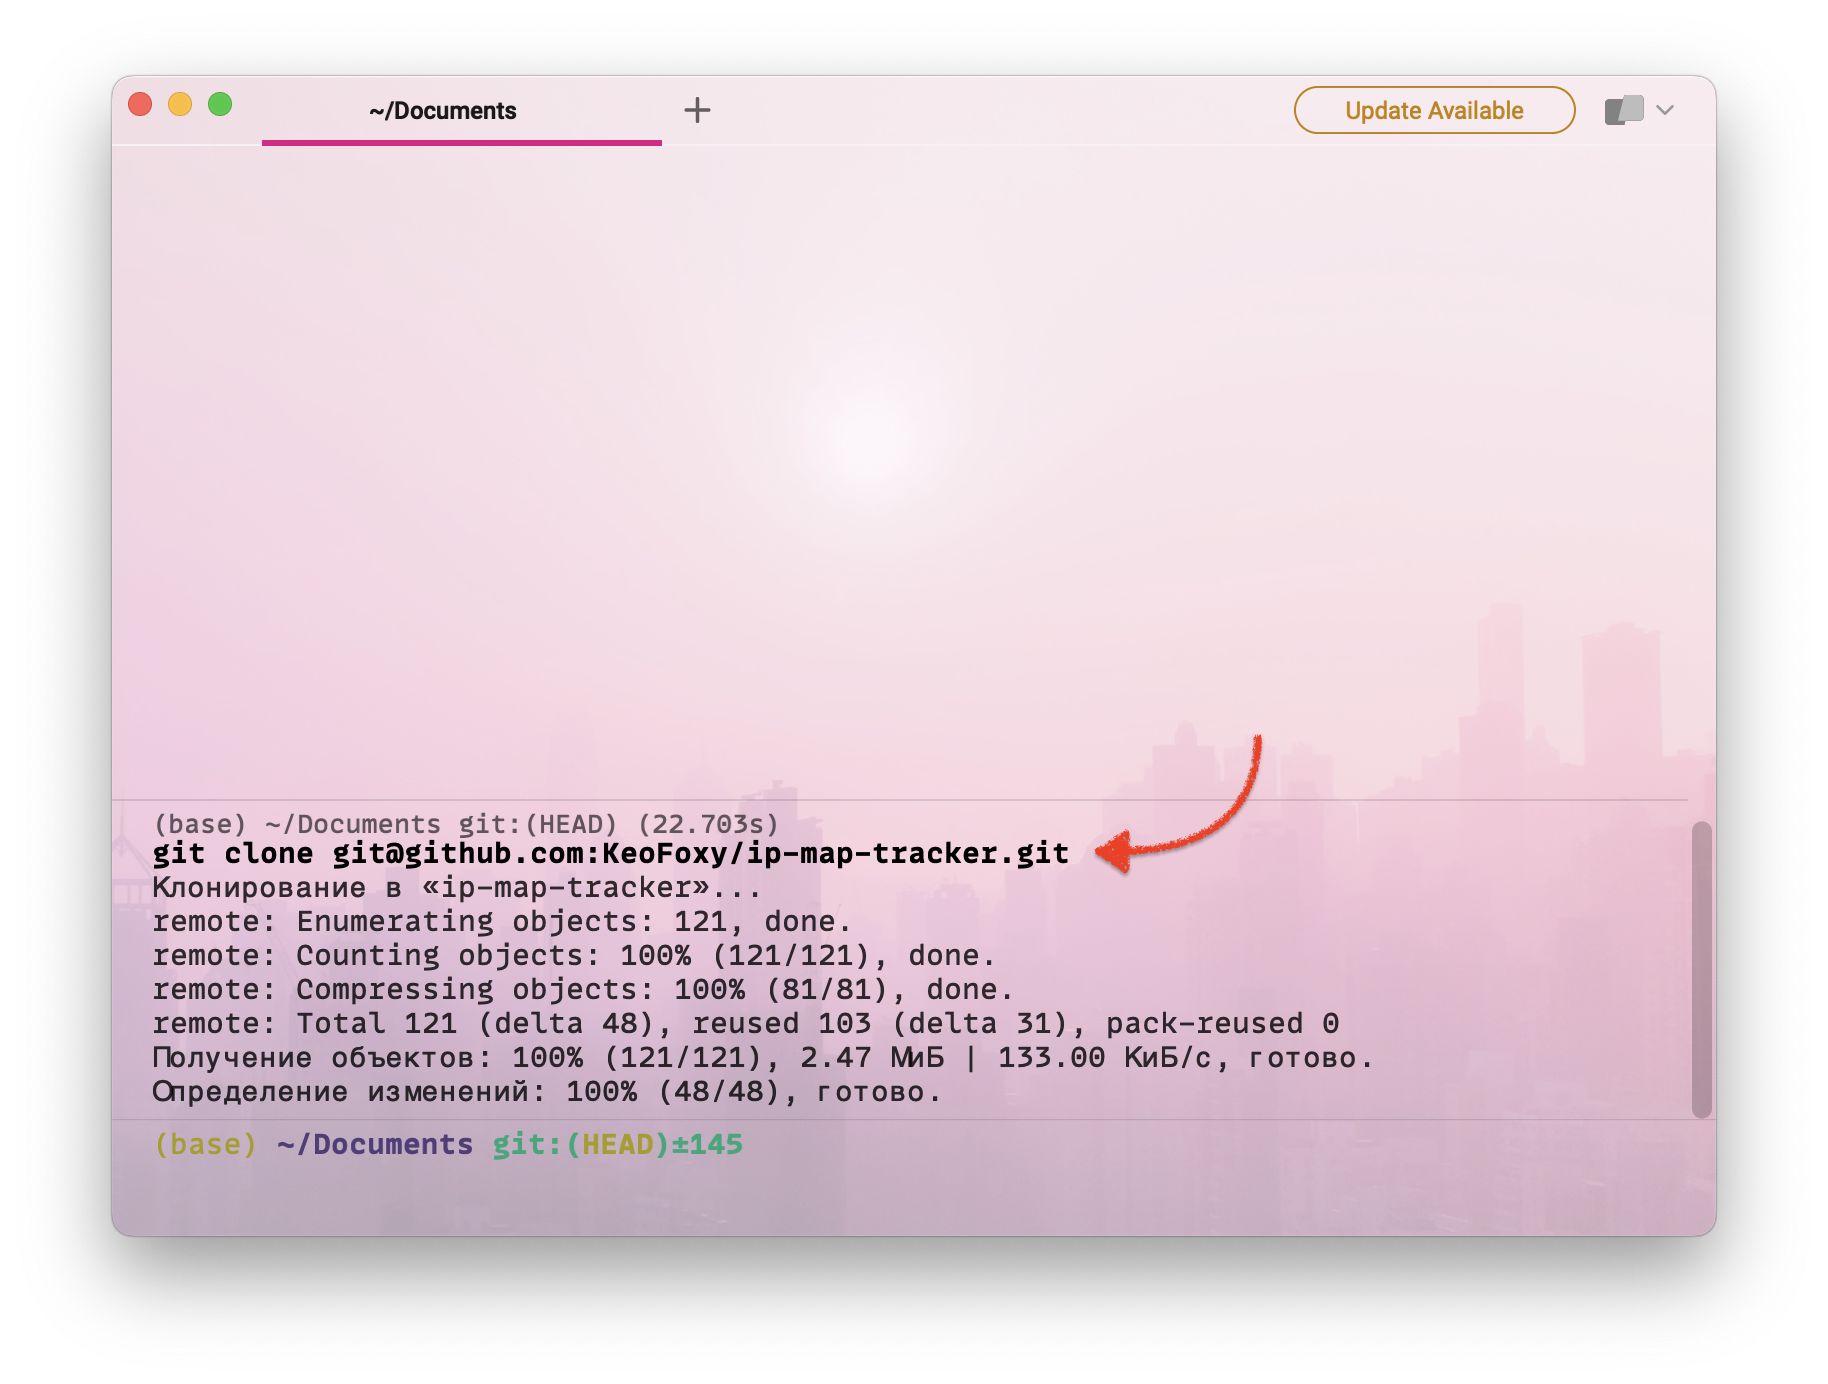 ~/Documents
+
Update Available
(base) ~/Documents git:(HEAD) (22.703s)
git clone git@github.com:KeoFoxy/ip-map-tracker.git
Клонирование в «ip-map-tracker»...
remote: Enumerating objects: 121, done.
remote: Counting objects: 100% (121/121), done.
remote: Compressing objects: 100% (81/81), done.
remote: Total 121 (delta 48), reused 103 (delta 31), pack-reused 0
Получение объектов: 100% (121/121), 2.47 МиБ | 133.00 КиБ/с, готово.
Определение изменений: 100% (48/48), готово.
(base) ~/Documents git:(HEAD)±145